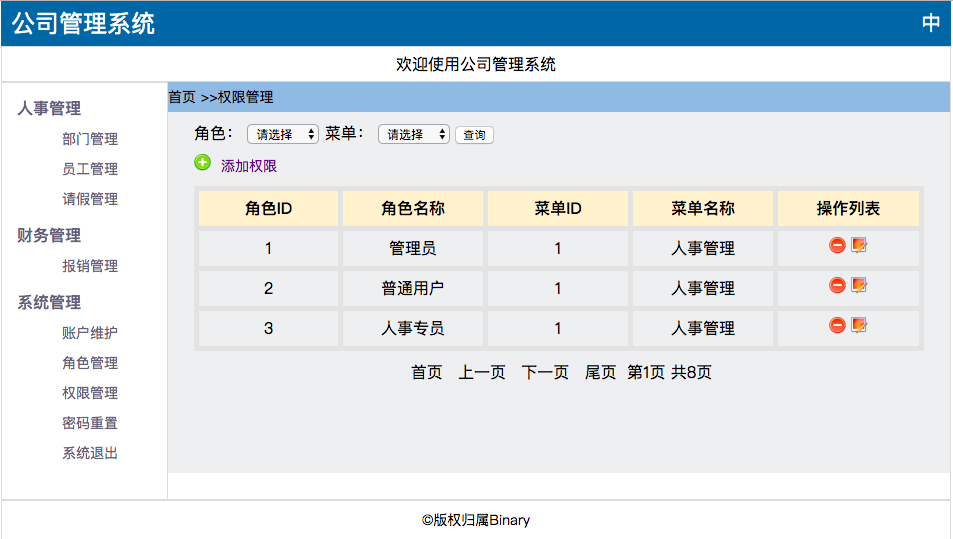 公司管理系统 中
欢迎使用公司管理系统
人事管理
部门管理
员工管理
请假管理
财务管理
报销管理
系统管理
账户维护
角色管理
权限管理
密码重置
系统退出
首页 >>权限管理
角色： 请选择 菜单： 请选择 查询
添加权限
角色ID 角色名称 菜单ID 菜单名称 操作列表
1 管理员 1 人事管理
2 普通用户 1 人事管理
3 人事专员 1 人事管理
首页 上一页 下一页 尾页 第1页 共8页
©版权归属Binary